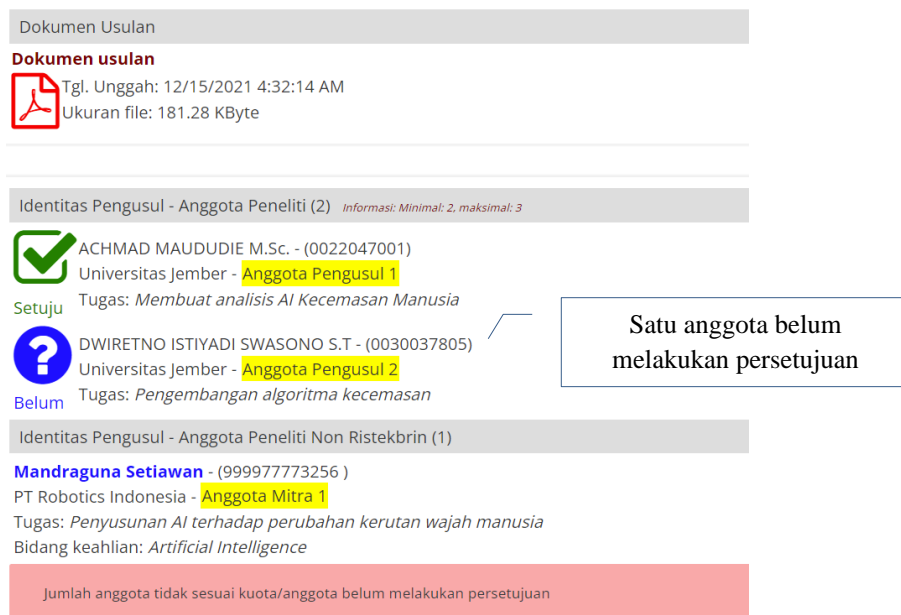 Dokumen Usulan
Dokumen usulan
Tgl. Unggah: 12/15/2021 4:32:14 AM
Ukuran file: 181.28 KByte
Identitas Pengusul - Anggota Peneliti (2) Informasi: Minimal: 2, maksimal: 3
ACHMAD MAUDUDIE M.Sc. - (0022047001)
Universitas Jember - Anggota Pengusul 1
Tugas: Membuat analisis AI Kecemasan Manusia
Setuju
DWIRETNO ISTIYADI SWASONO S.T - (0030037805)
Universitas Jember - Anggota Pengusul 2
Tugas: Pengembangan algoritma kecemasan
Belum
Satu anggota belum
melakukan persetujuan
Identitas Pengusul - Anggota Peneliti Non Ristekbrin (1)
Mandraguna Setiawan - (999977773256 )
PT Robotics Indonesia - Anggota Mitra 1
Tugas: Penyusunan AI terhadap perubahan kerutan wajah manusia
Bidang keahlian: Artificial Intelligence
Jumlah anggota tidak sesuai kuota/anggota belum melakukan persetujuan